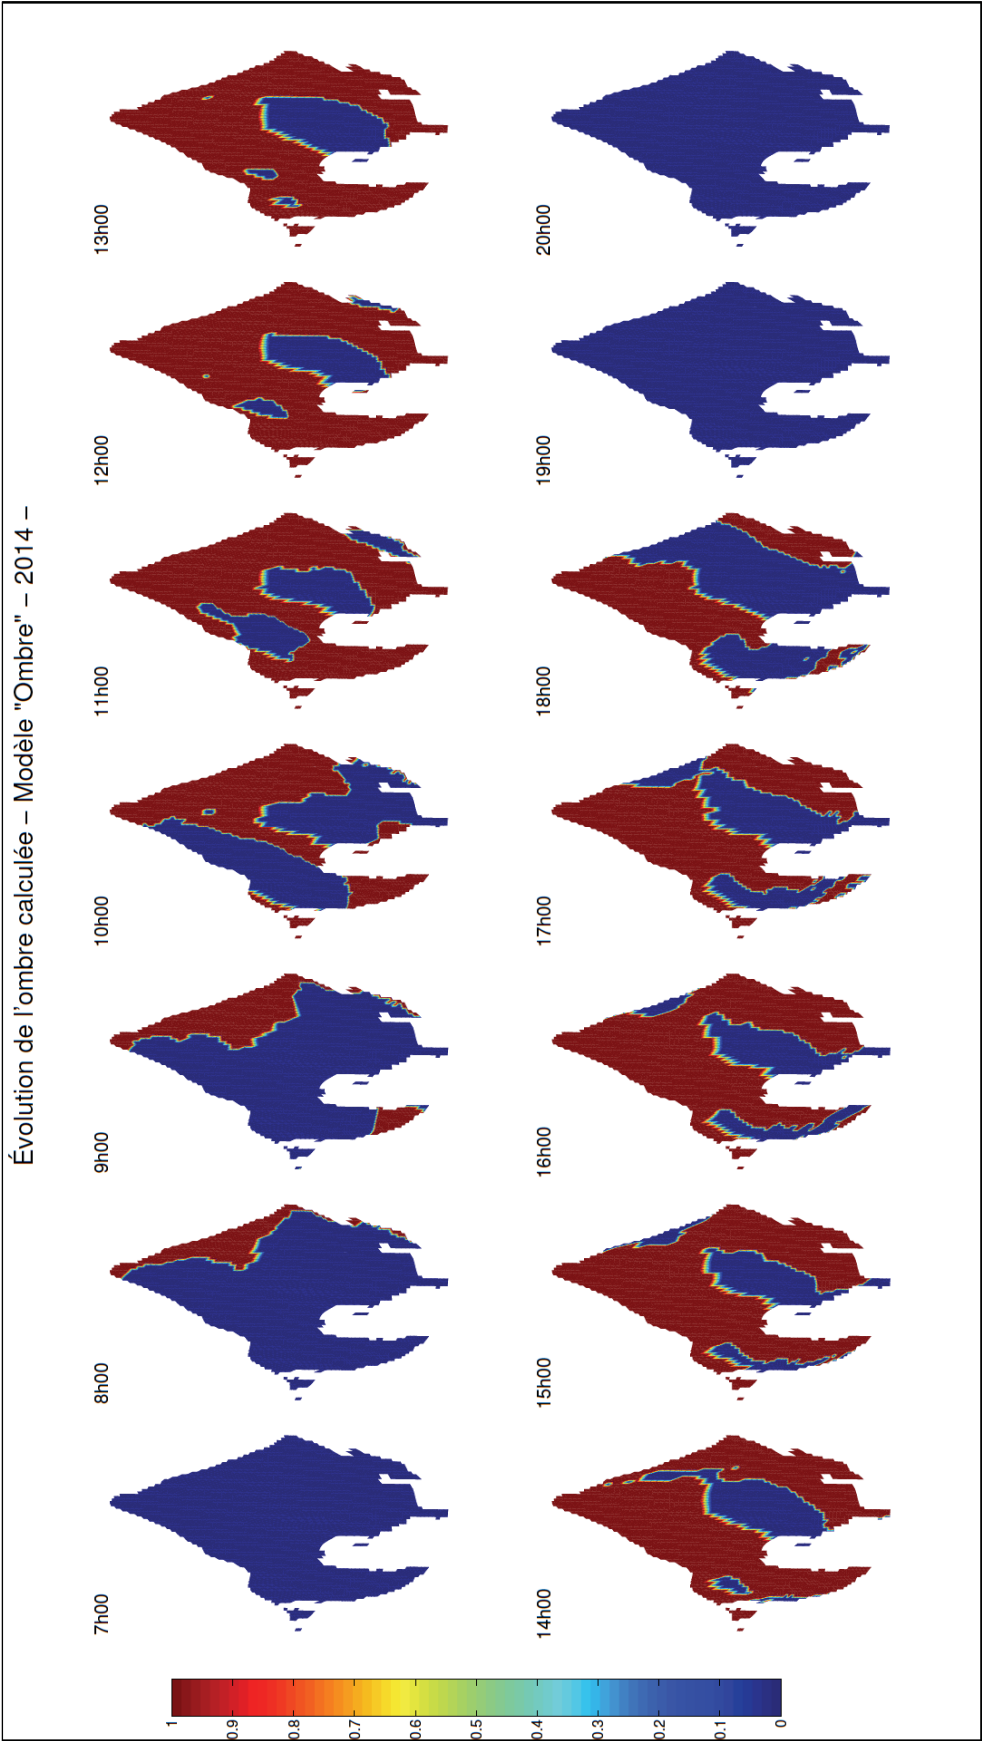 Évolution de l'ombre calculée – Modèle "Ombre" – 2014 –
7h00
8h00
9h00
10h00
11h00
12h00
13h00
14h00
15h00
16h00
17h00
18h00
19h00
20h00
1
0.9
0.8
0.7
0.6
0.5
0.4
0.3
0.2
0.1
0